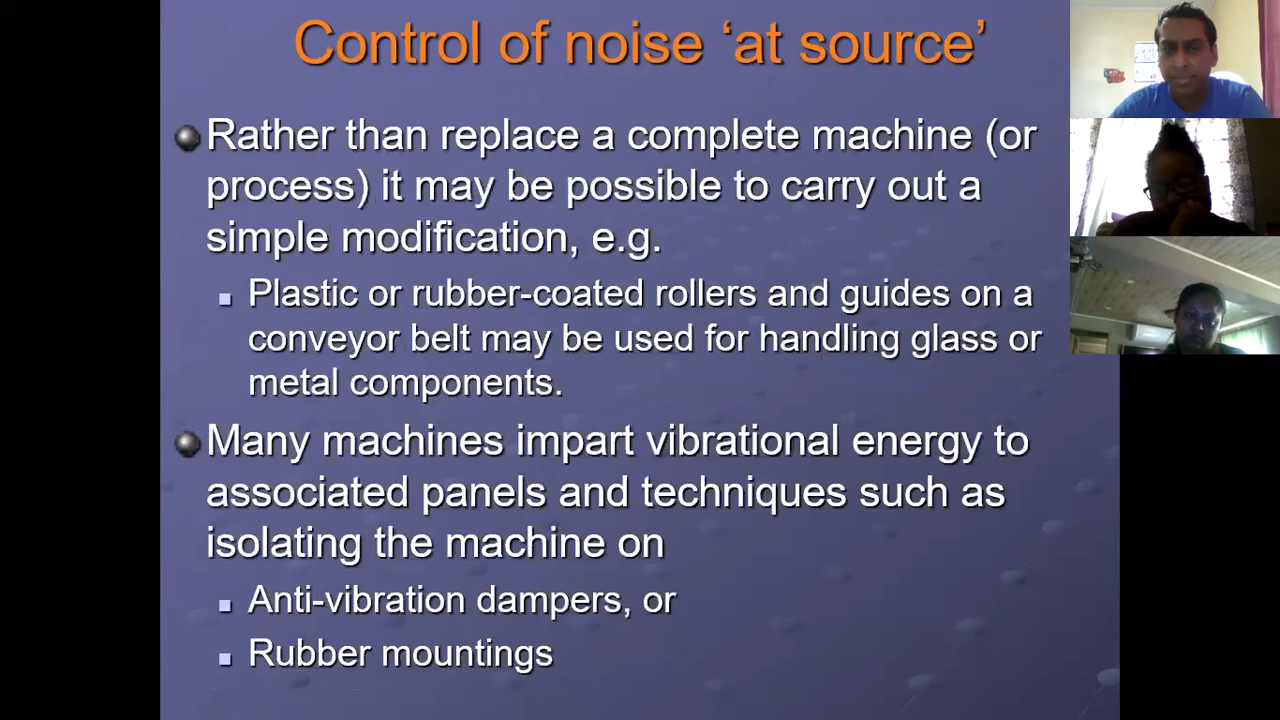 Control of noise ‘at source’
Rather than replace a complete machine (or
process) it may be possible to carry out a
simple modification, e.g.
Plastic or rubber-coated rollers and guides on a
conveyor belt may be used for handling glass or
metal components.
Many machines impart vibrational energy to
associated panels and techniques such as
isolating the machine on
Anti-vibration dampers, or
Rubber mountings